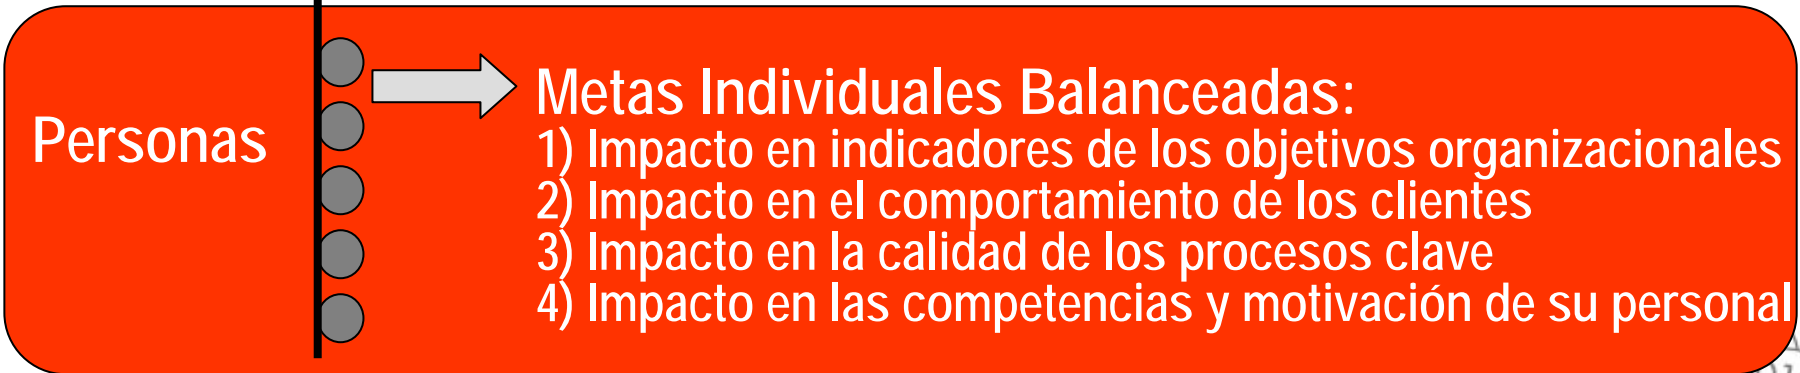 Personas
Metas Individuales Balanceadas:
1) Impacto en indicadores de los objetivos organizacionales
2) Impacto en el comportamiento de los clientes
3) Impacto en la calidad de los procesos clave
4) Impacto en las competencias y motivación de su personal